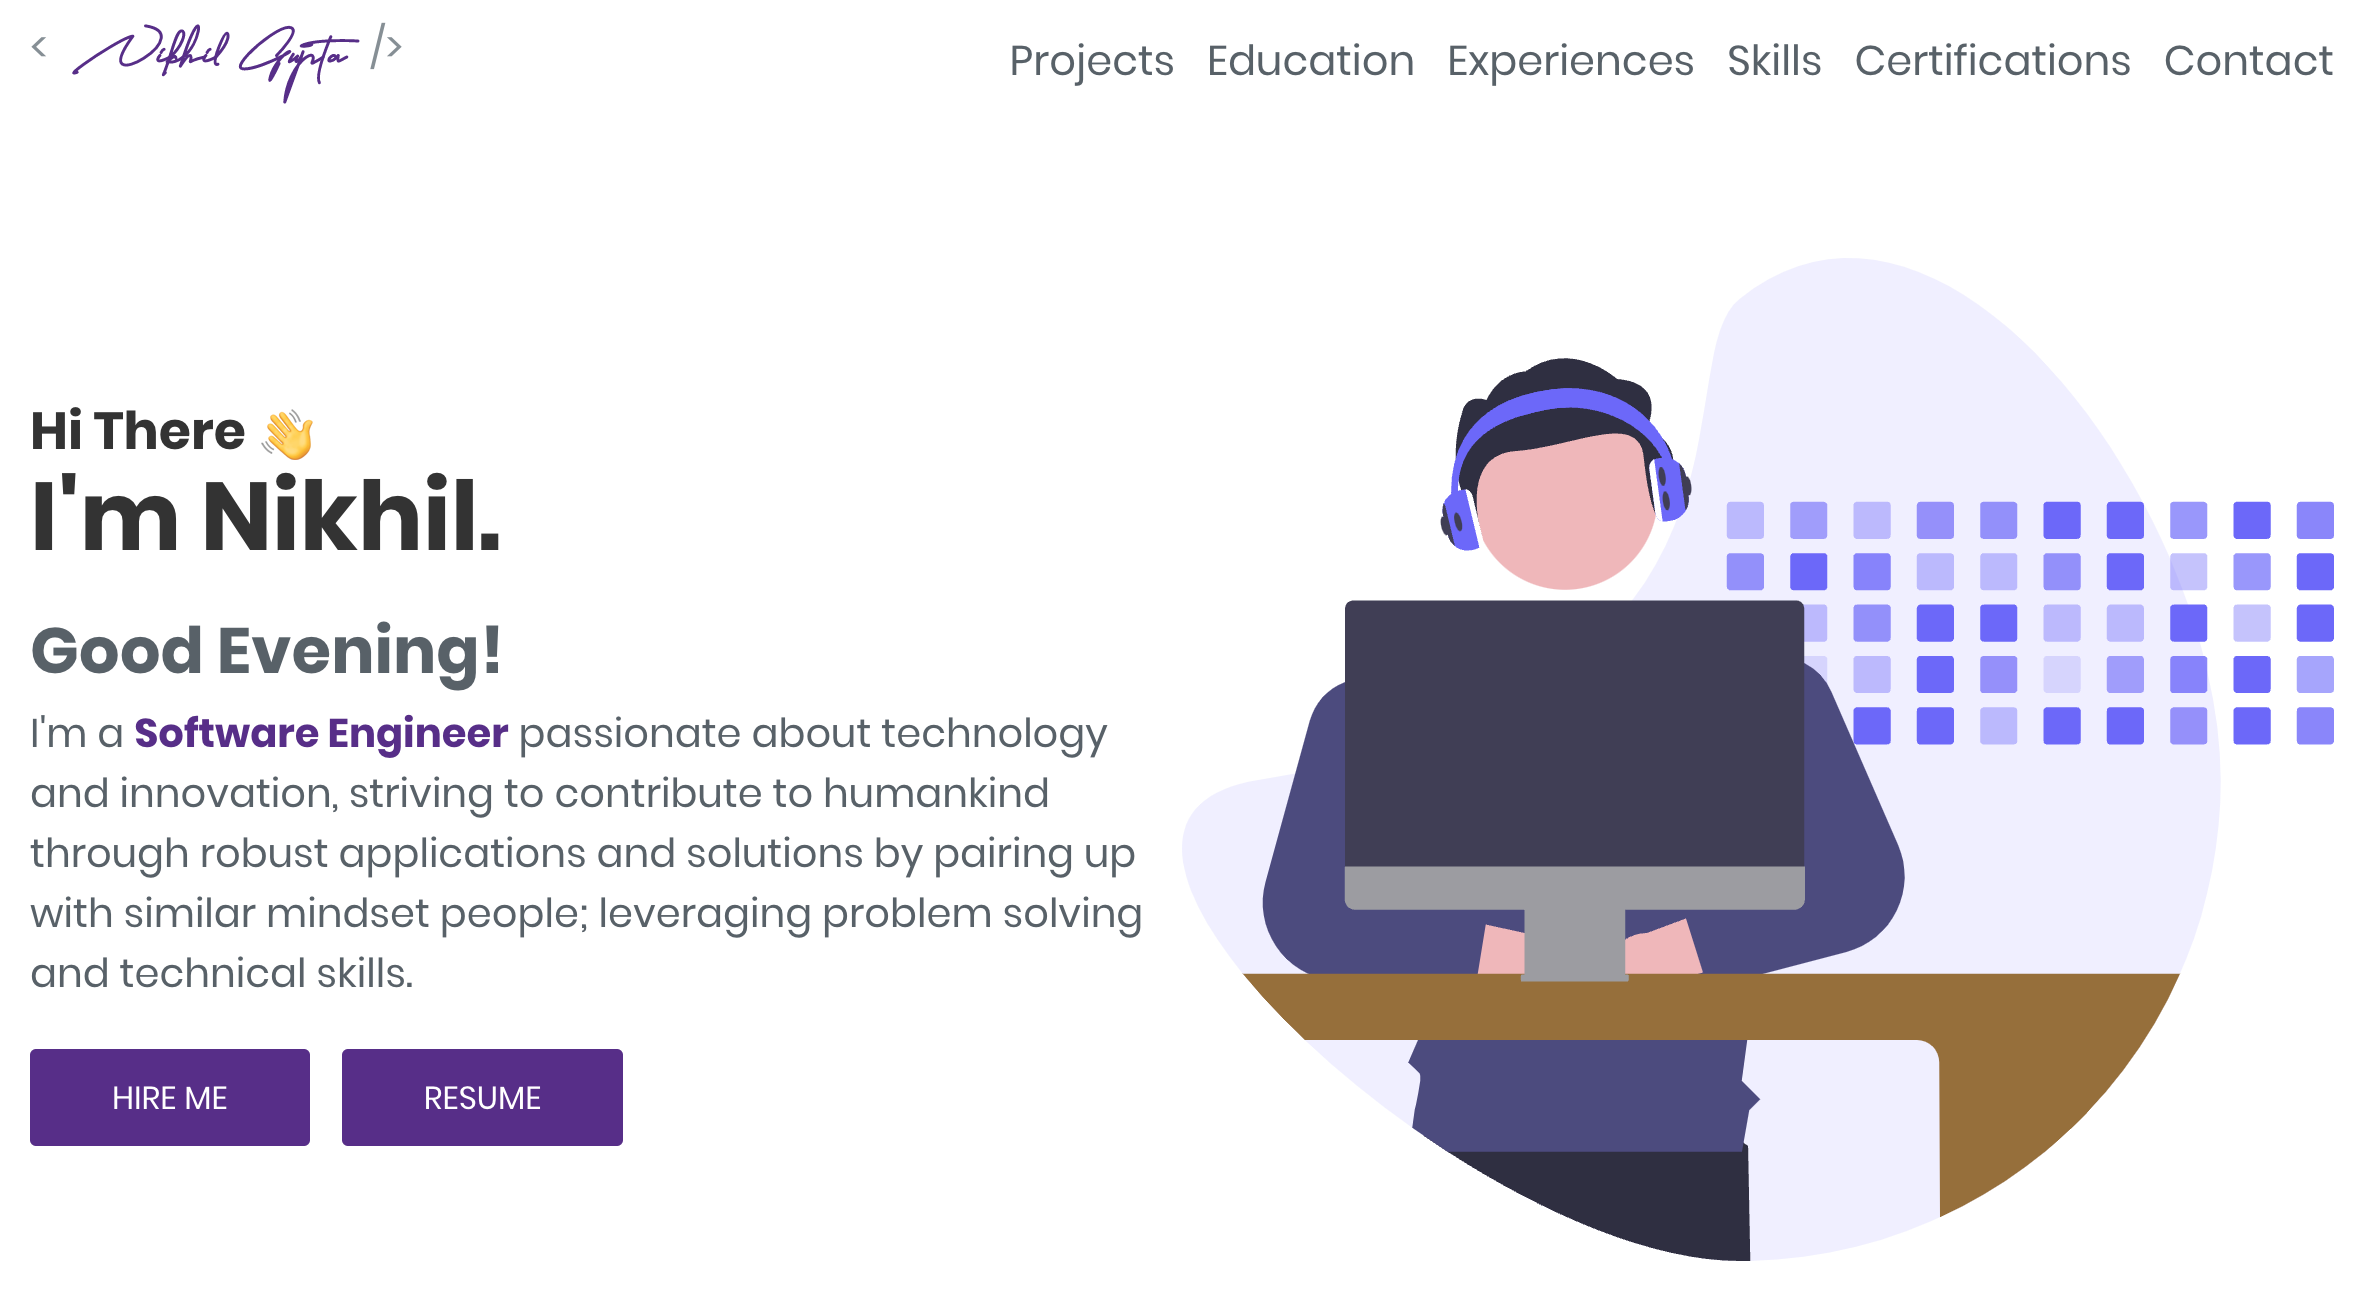 < Nikhil Gupta />
Projects Education Experiences Skills Certifications Contact
Hi There 👋
I'm Nikhil.
Good Evening!
I'm a Software Engineer passionate about technology
and innovation, striving to contribute to humankind
through robust applications and solutions by pairing up
with similar mindset people; leveraging problem solving
and technical skills.
HIRE ME RESUME